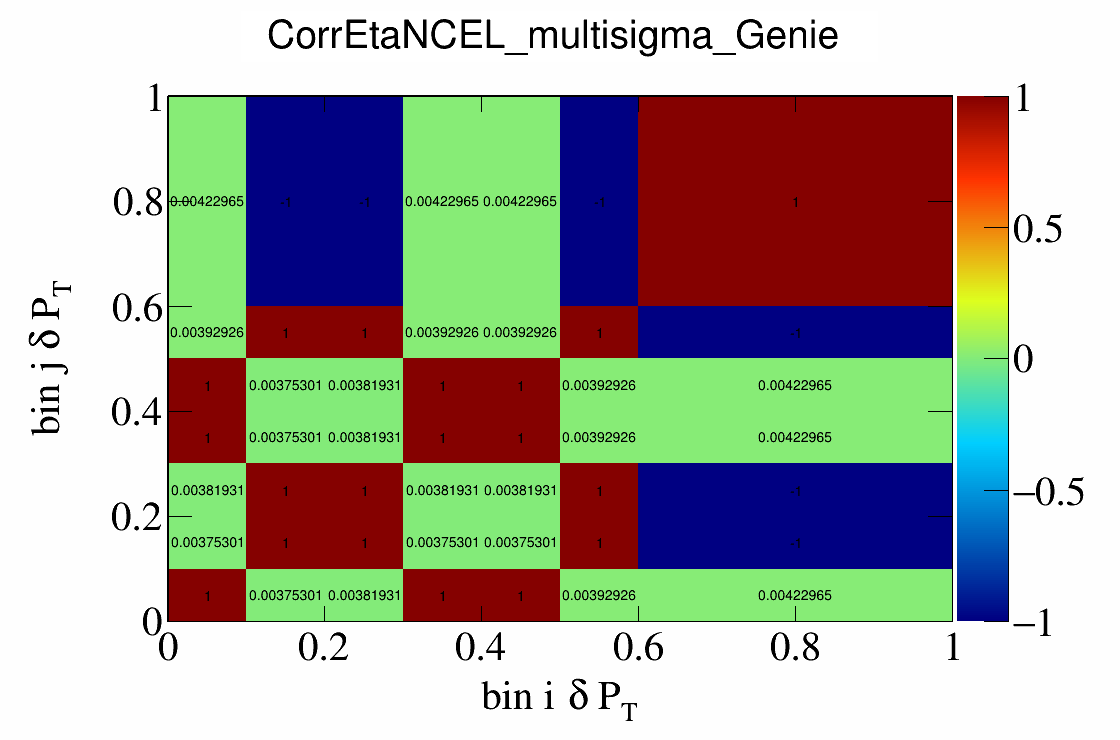 CorrEtaNCEL_multisigma_Genie
1 1
0.8 0.00422965 -1 -1 0.00422965 0.00422965 -1 1
0.5
0.6 0.00392926 1 1 0.00392926 0.00392926 1 -1
0
1 0.00375301 0.00381931 1 1 0.00392926 0.00422965
0.4
1 0.00375301 0.00381931 1 1 0.00392926 0.00422965
0.00381931 1 1 0.00381931 0.00381931 1 -1
−0.5
0.2
0.00375301 1 1 0.00375301 0.00375301 1 -1
1 0.00375301 0.00381931 1 1 0.00392926 0.00422965
0 −1
0 0.2 0.4 0.6 0.8 1
bin i δ P_T
bin j δ P_T